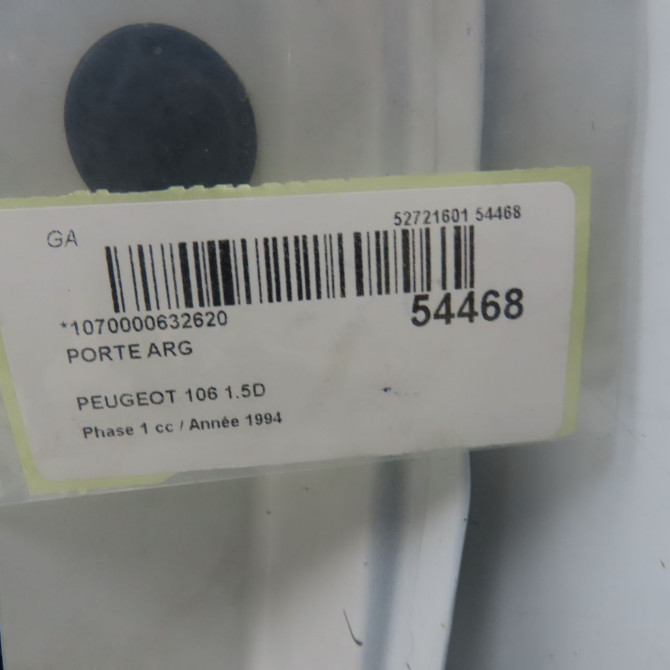 52721601 54468
GA
*1070000632620
54468
PORTE ARG
PEUGEOT 106 1.5D
Phase 1 cc / Année 1994